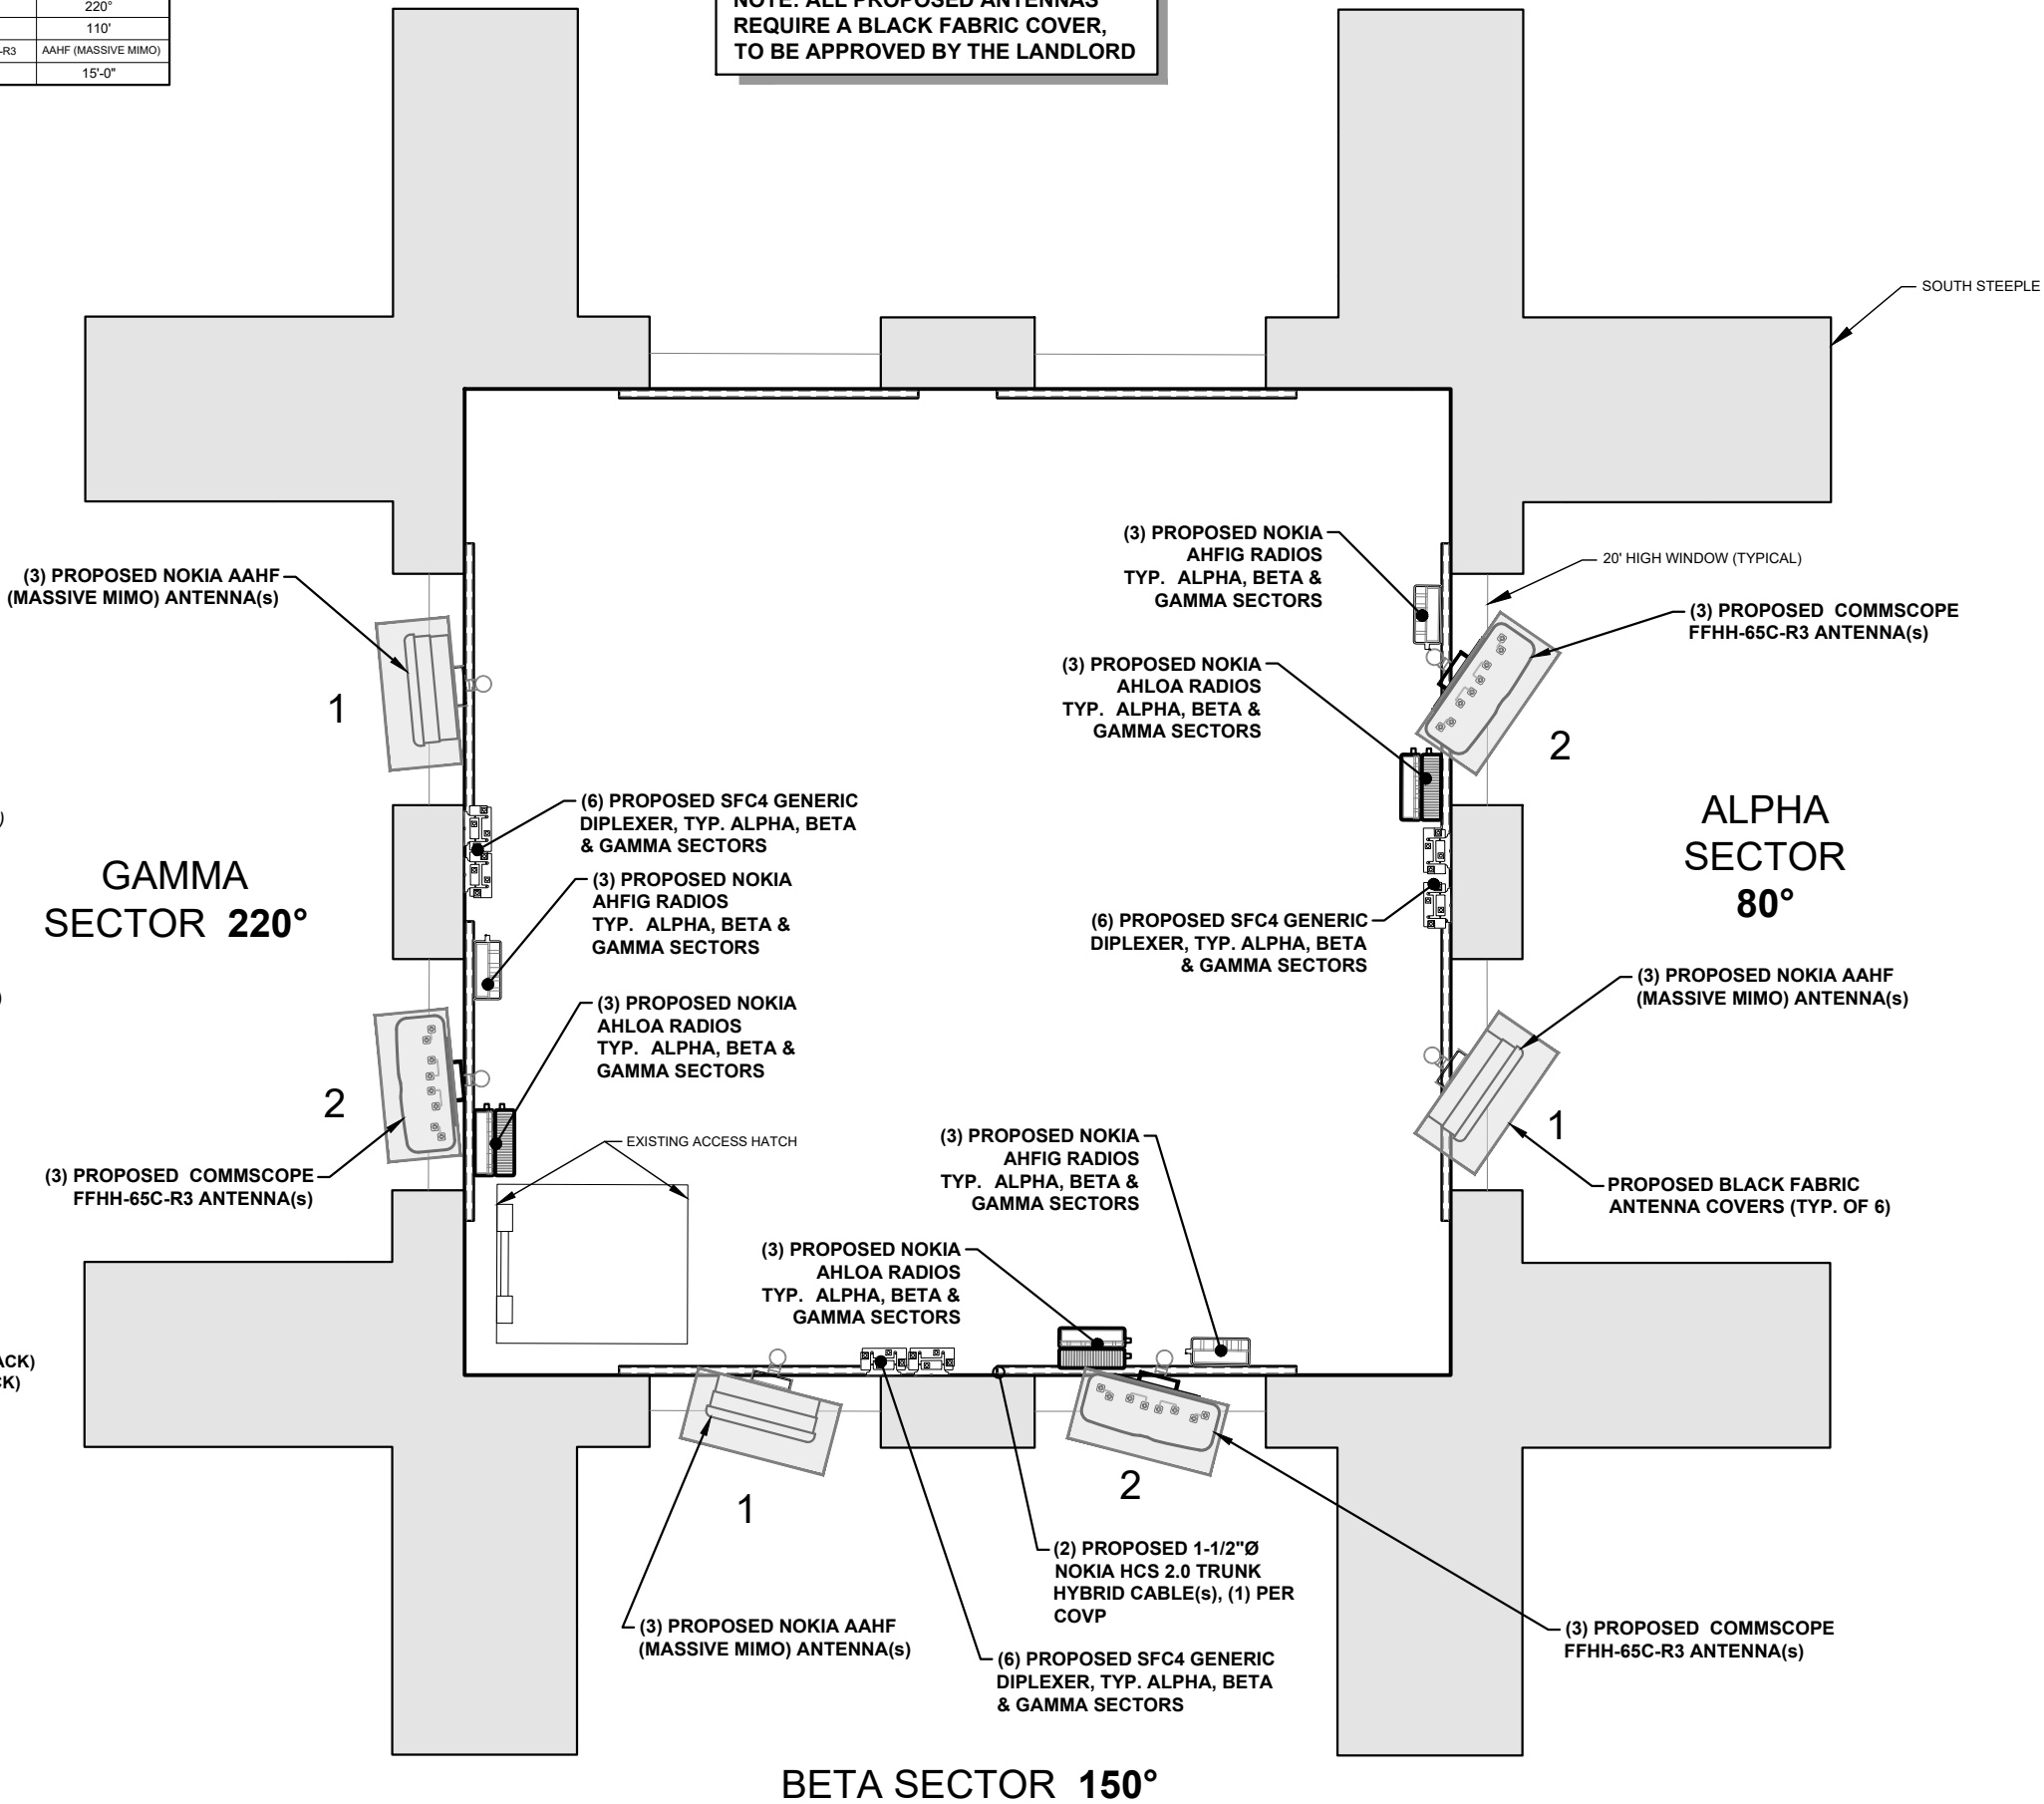 220°
110'
-R3 AAHF (MASSIVE MIMO)
15'-0"
NOTE: ALL PROPOSED ANTENNAS
REQUIRE A BLACK FABRIC COVER,
TO BE APPROVED BY THE LANDLORD
SOUTH STEEPLE
(3) PROPOSED NOKIA
AHFIG RADIOS
TYP. ALPHA, BETA &
GAMMA SECTORS
20' HIGH WINDOW (TYPICAL)
(3) PROPOSED NOKIA AAHF
(MASSIVE MIMO) ANTENNA(s)
(3) PROPOSED COMMSCOPE
FFHH-65C-R3 ANTENNA(s)
(3) PROPOSED NOKIA
AHLOA RADIOS
TYP. ALPHA, BETA &
GAMMA SECTORS
1
2
(6) PROPOSED SFC4 GENERIC
DIPLEXER, TYP. ALPHA, BETA
& GAMMA SECTORS
ALPHA
SECTOR
80°
GAMMA
SECTOR 220°
(3) PROPOSED NOKIA
AHFIG RADIOS
TYP. ALPHA, BETA &
GAMMA SECTORS
(6) PROPOSED SFC4 GENERIC
DIPLEXER, TYP. ALPHA, BETA
& GAMMA SECTORS
(3) PROPOSED NOKIA AAHF
(MASSIVE MIMO) ANTENNA(s)
(3) PROPOSED NOKIA
AHLOA RADIOS
TYP. ALPHA, BETA &
GAMMA SECTORS
2
1
EXISTING ACCESS HATCH
(3) PROPOSED NOKIA
AHFIG RADIOS
TYP. ALPHA, BETA &
GAMMA SECTORS
(3) PROPOSED COMMSCOPE
FFHH-65C-R3 ANTENNA(s)
PROPOSED BLACK FABRIC
ANTENNA COVERS (TYP. OF 6)
(3) PROPOSED NOKIA
AHLOA RADIOS
TYP. ALPHA, BETA &
GAMMA SECTORS
ACK)
CK)
1
2
(2) PROPOSED 1-1/2"Ø
NOKIA HCS 2.0 TRUNK
HYBRID CABLE(s), (1) PER
COVP
(3) PROPOSED NOKIA AAHF
(MASSIVE MIMO) ANTENNA(s)
(3) PROPOSED COMMSCOPE
FFHH-65C-R3 ANTENNA(s)
(6) PROPOSED SFC4 GENERIC
DIPLEXER, TYP. ALPHA, BETA
& GAMMA SECTORS
BETA SECTOR 150°